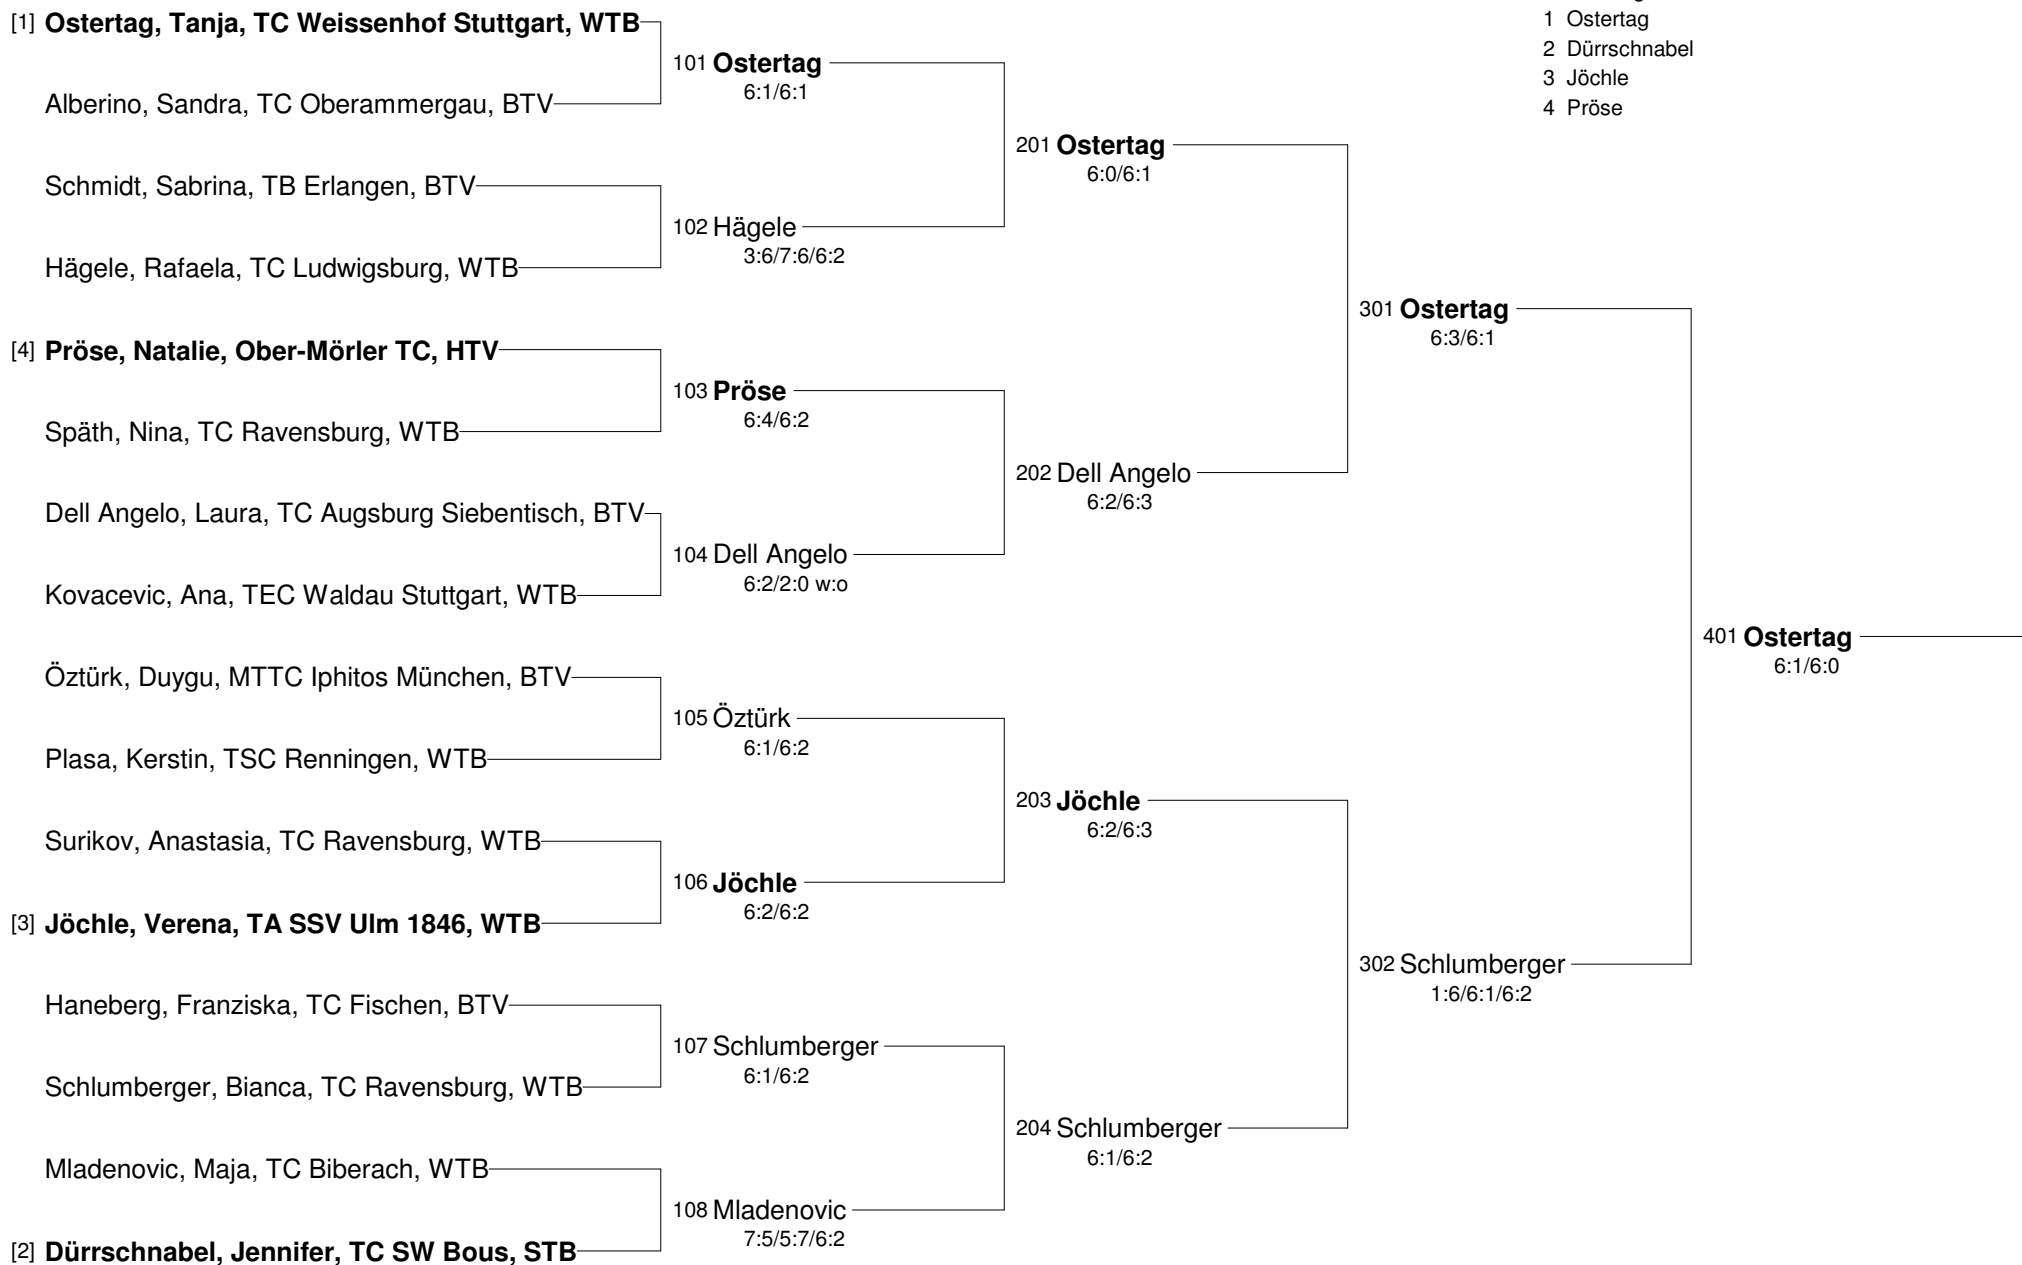 [1] Ostertag, Tanja, TC Weissenhof Stuttgart, WTB
Alberino, Sandra, TC Oberammergau, BTV
Schmidt, Sabrina, TB Erlangen, BTV
Hägele, Rafaela, TC Ludwigsburg, WTB
[4] Pröse, Natalie, Ober-Mörler TC, HTV
Späth, Nina, TC Ravensburg, WTB
Dell Angelo, Laura, TC Augsburg Siebentisch, BTV
Kovacevic, Ana, TEC Waldau Stuttgart, WTB
Öztürk, Duygu, MTTC Iphitos München, BTV
Plasa, Kerstin, TSC Renningen, WTB
Surikov, Anastasia, TC Ravensburg, WTB
[3] Jöchle, Verena, TA SSV Ulm 1846, WTB
Haneberg, Franziska, TC Fischen, BTV
Schlumberger, Bianca, TC Ravensburg, WTB
Mladenovic, Maja, TC Biberach, WTB
[2] Dürrschnabel, Jennifer, TC SW Bous, STB
101 Ostertag
6:1/6:1
102 Hägele
3:6/7:6/6:2
103 Pröse
6:4/6:2
104 Dell Angelo
6:2/2:0 w:o
105 Öztürk
6:1/6:2
106 Jöchle
6:2/6:2
107 Schlumberger
6:1/6:2
108 Mladenovic
7:5/5:7/6:2
201 Ostertag
6:0/6:1
202 Dell Angelo
6:2/6:3
203 Jöchle
6:2/6:3
204 Schlumberger
6:1/6:2
301 Ostertag
6:3/6:1
302 Schlumberger
1:6/6:1/6:2
401 Ostertag
6:1/6:0
1 Ostertag
2 Dürrschnabel
3 Jöchle
4 Pröse